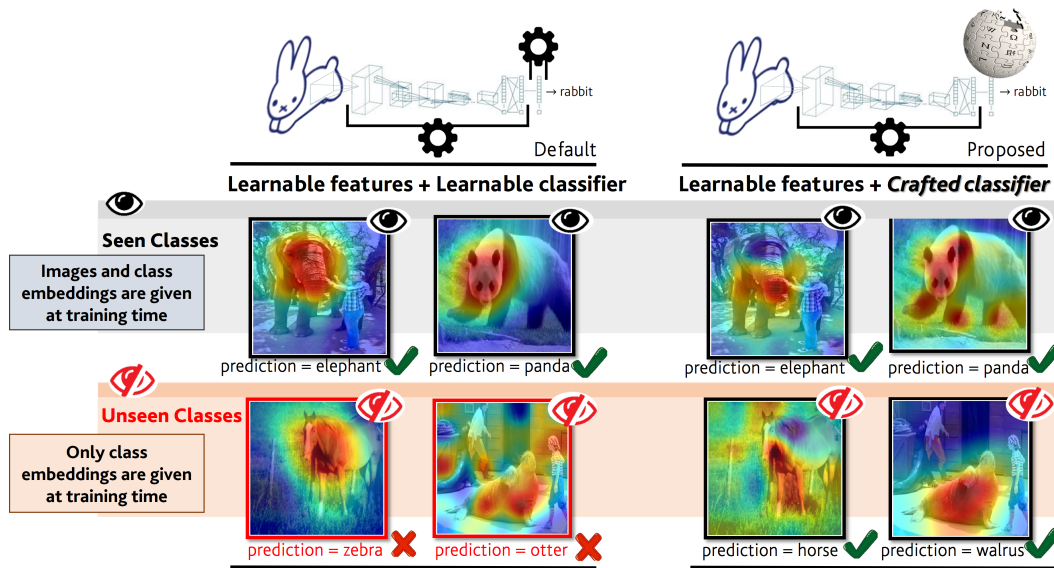 → rabbit
Default
Learnable features + Learnable classifier
→ rabbit
Proposed
Learnable features + Crafted classifier
Seen Classes
Images and class
embeddings are given
at training time
prediction = elephant
prediction = panda
prediction = elephant
prediction = panda
Unseen Classes
Only class
embeddings are given
at training time
prediction = zebra
prediction = otter
prediction = horse
prediction = walrus